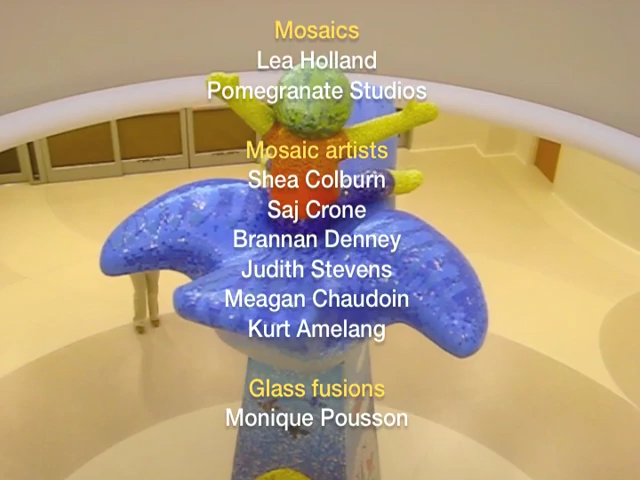 Mosaics
Lea Holland
Pomegranate Studios
Mosaic artists
Shea Colburn
Saj Crone
Brannan Denney
Judith Stevens
Meagan Chaudoin
Kurt Amelang
Glass fusions
Monique Pousson